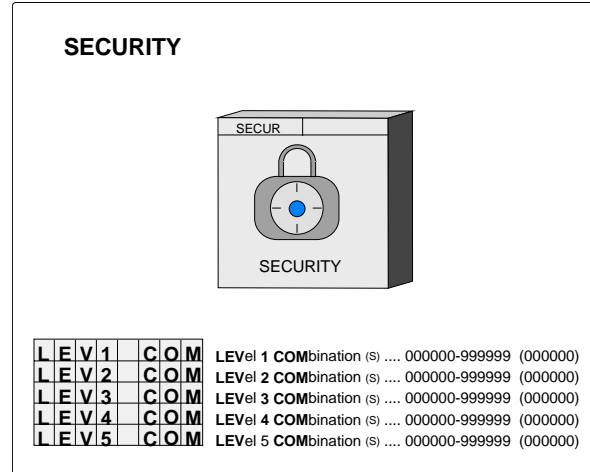 SECURITY
SECUR
SECURITY
LEV1 COM LEVel 1 COMbination (S) .... 000000-999999 (000000)
LEV2 COM LEVel 2 COMbination (S) .... 000000-999999 (000000)
LEV3 COM LEVel 3 COMbination (S) .... 000000-999999 (000000)
LEV4 COM LEVel 4 COMbination (S) .... 000000-999999 (000000)
LEV5 COM LEVel 5 COMbination (S) .... 000000-999999 (000000)